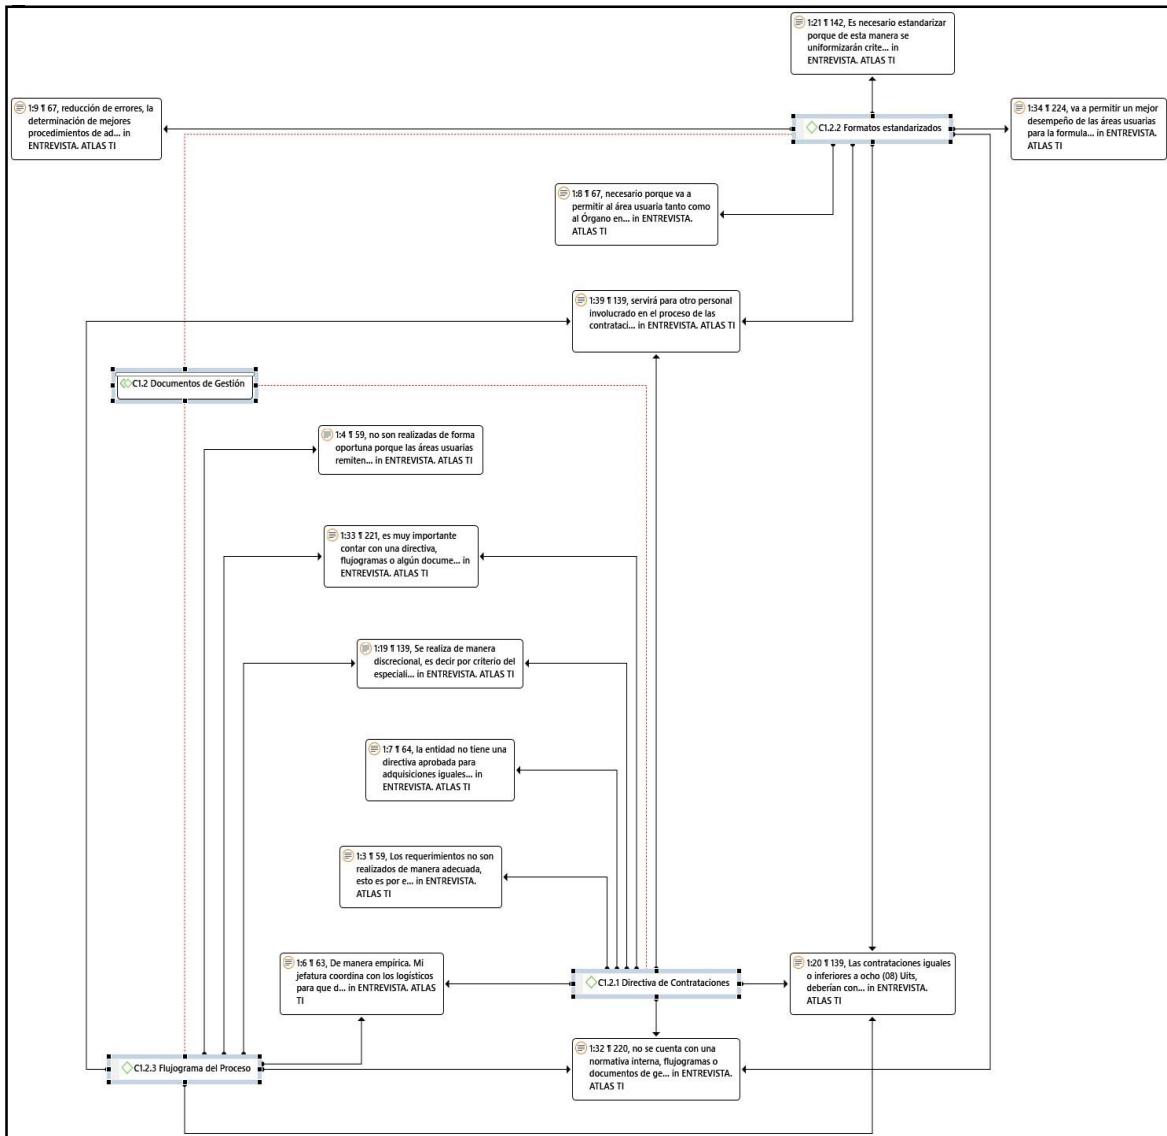 1:21 ¶ 142, Es necesario estandarizar
porque de esta manera se
uniformizarán crite... in
ENTREVISTA. ATLAS TI
1:9 ¶ 67, reducción de errores, la
determinación de mejores
procedimientos de ad... in
ENTREVISTA. ATLAS TI
C1.2.2 Formatos estandarizados
1:34 ¶ 224, va a permitir un mejor
desempeño de las áreas usuarias
para la formula... in ENTREVISTA.
ATLAS TI
1:8 ¶ 67, necesario porque va a
permitir al área usuaria tanto como
al Órgano en... in ENTREVISTA.
ATLAS TI
1:39 ¶ 139, servirá para otro personal
involucrado en el proceso de las
contrataci... in ENTREVISTA. ATLAS TI
C1.2 Documentos de Gestión
1:4 ¶ 59, no son realizadas de forma
oportuna porque las áreas usuarias
remiten... in ENTREVISTA. ATLAS TI
1:33 ¶ 221, es muy importante
contar con una directiva,
flujogramas o algún docume... in
ENTREVISTA. ATLAS TI
1:19 ¶ 139, Se realiza de manera
discrecional, es decir por criterio del
especiali... in ENTREVISTA. ATLAS TI
1:7 ¶ 64, la entidad no tiene una
directiva aprobada para
adquisiciones iguales... in
ENTREVISTA. ATLAS TI
1:3 ¶ 59, Los requerimientos no son
realizados de manera adecuada,
esto es por e... in ENTREVISTA.
ATLAS TI
1:6 ¶ 63, De manera empírica. Mi
jefatura coordina con los logísticos
para que d... in ENTREVISTA. ATLAS
TI
C1.2.1 Directiva de Contrataciones
1:20 ¶ 139, Las contrataciones iguales
o inferiores a ocho (08) Uits,
deberían con... in ENTREVISTA.
ATLAS TI
C1.2.3 Flujograma del Proceso
1:32 ¶ 220, no se cuenta con una
normativa interna, flujogramas o
documentos de ge... in ENTREVISTA.
ATLAS TI